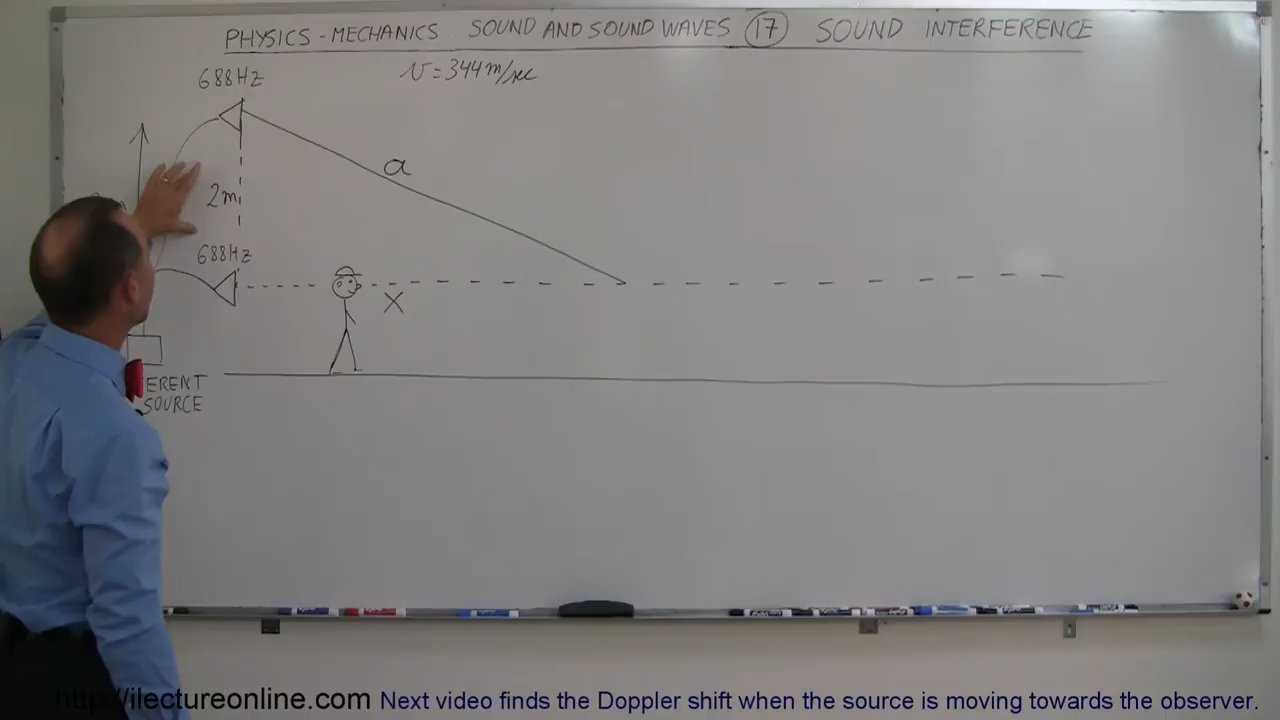 PHYSICS - MECHANICS SOUND AND SOUND WAVES 17 SOUND INTERFERENCE
688HZ
v = 344 m/sec
a
2m
688HZ
X
ERENT
SOURCE
http://ilectureonline.com Next video finds the Doppler shift when the source is moving towards the observer.